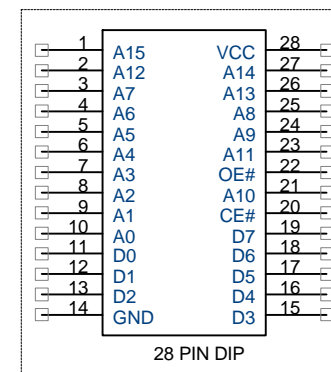 1 A15 VCC 28
2 A12 A14 27
3 A7 A13 26
4 A6 A8 25
5 A5 A9 24
6 A4 A11 23
7 A3 OE# 22
8 A2 A10 21
9 A1 CE# 20
10 A0 D7 19
11 D0 D6 18
12 D1 D5 17
13 D2 D4 16
14 GND D3 15
28 PIN DIP